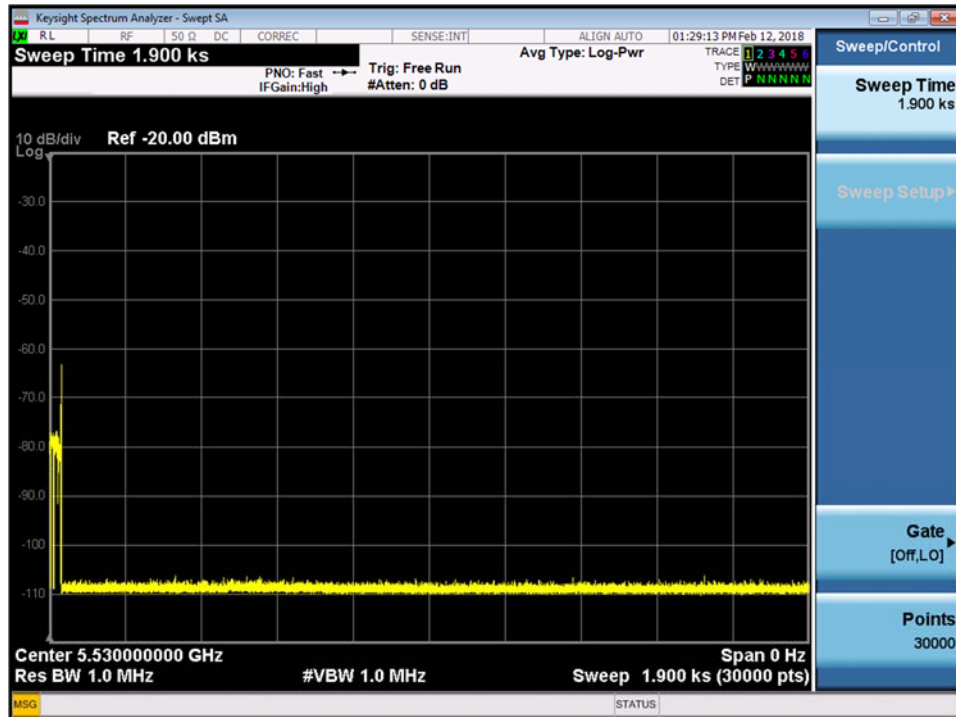 Keysight Spectrum Analyzer - Swept SA
LXI RL RF 50 Ω DC CORREC SENSE:INT ALIGN AUTO 01:29:13 PM Feb 12, 2018
Sweep Time 1.900 ks
PNO: Fast
IFGain:High
Trig: Free Run
#Atten: 0 dB
Avg Type: Log-Pwr
TRACE 1 2 3 4 5 6
TYPE WWWWWW
DET P NNNNN
Sweep/Control
Sweep Time
1.900 ks
Sweep Setup
Gate
[Off,LO]
Points
30000
10 dB/div Ref -20.00 dBm
Log
-30.0
-40.0
-50.0
-60.0
-70.0
-80.0
-90.0
-100
-110
Center 5.530000000 GHz Span 0 Hz
Res BW 1.0 MHz #VBW 1.0 MHz Sweep 1.900 ks (30000 pts)
MSG STATUS